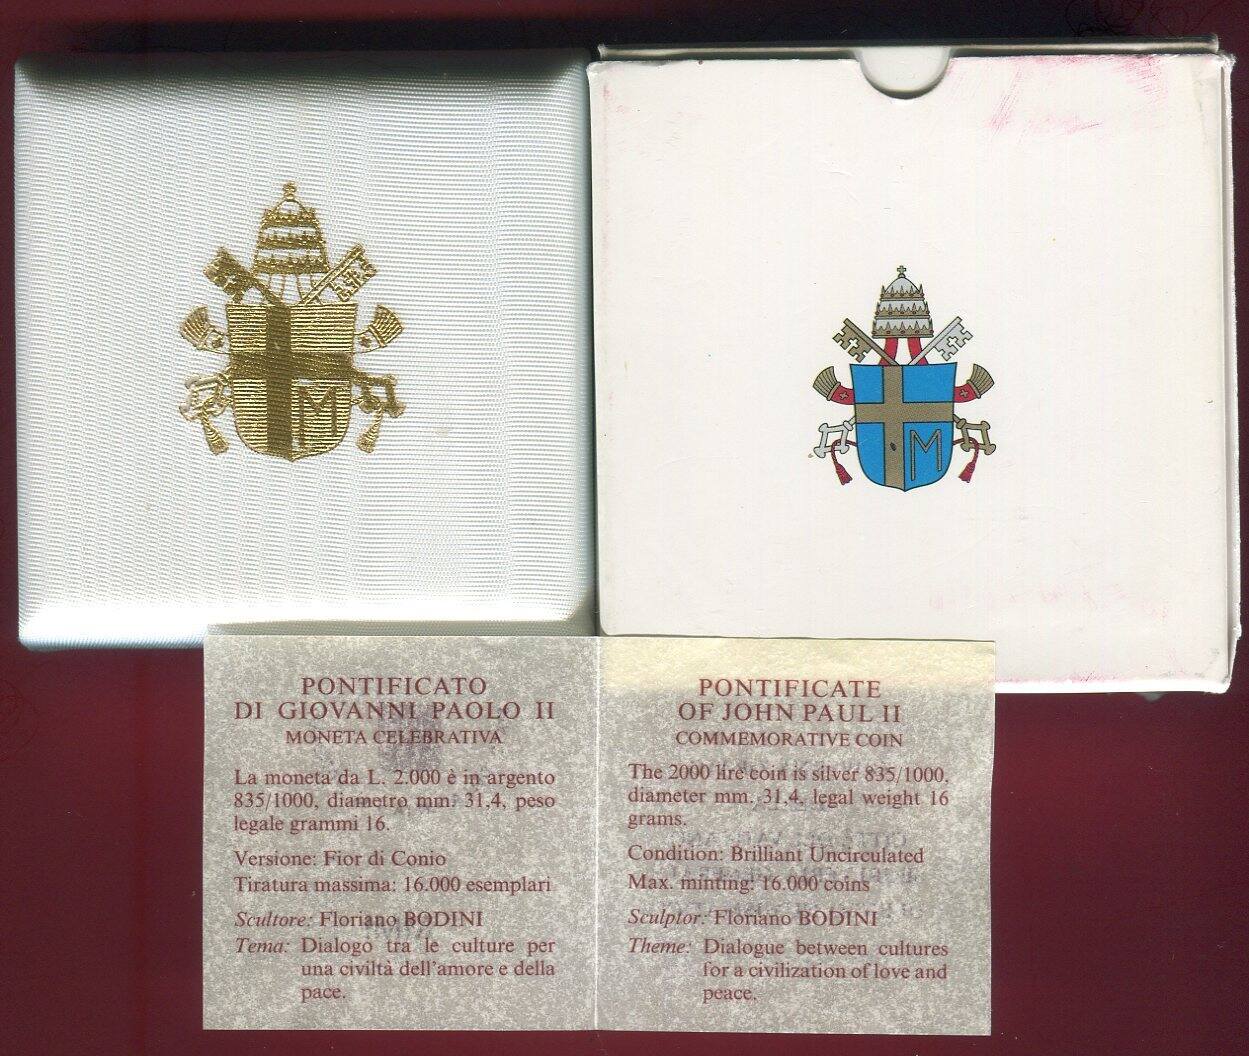 M
M
PONTIFICATO
DI GIOVANNI PAOLO II
MONETA CELEBRATIVA
La moneta da L. 2.000 è in argento
835/1000, diametro mm. 31,4, peso
legale grammi 16.
Versione: Fior di Conio
Tiratura massima: 16.000 esemplari
Scultore: Floriano BODINI
Tema: Dialogo tra le culture per
una civiltà dell'amore e della
pace.
PONTIFICATE
OF JOHN PAUL II
COMMEMORATIVE COIN
The 2000 lire coin is silver 835/1000,
diameter mm. 31,4, legal weight 16
grams.
Condition: Brilliant Uncirculated
Max. minting: 16.000 coins
Sculptor: Floriano BODINI
Theme: Dialogue between cultures
for a civilization of love and
peace.